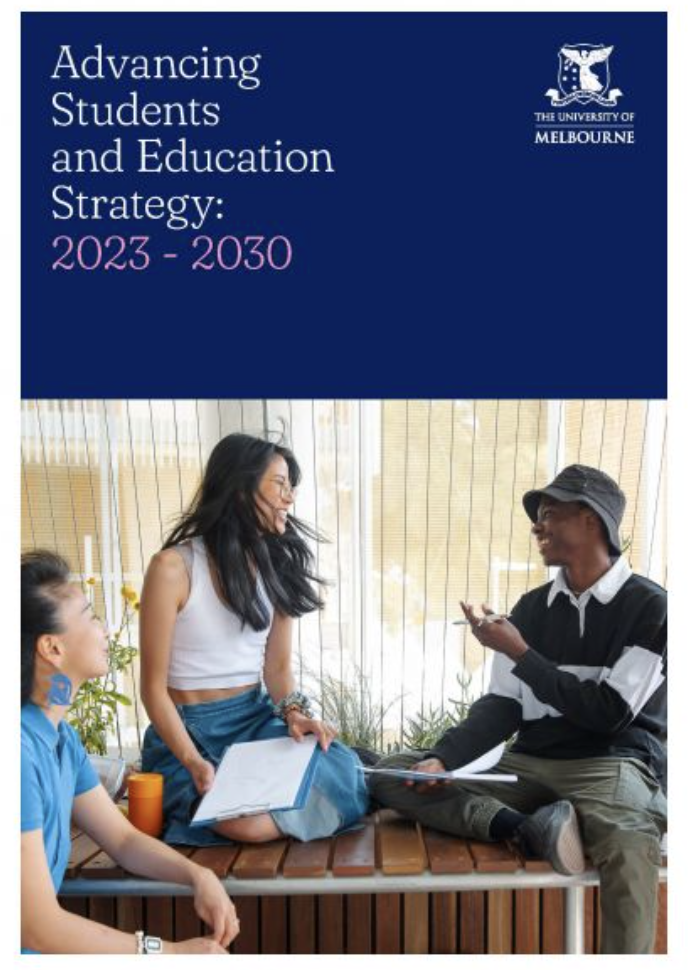 Advancing
Students
and Education
Strategy:
2023 - 2030
THE UNIVERSITY OF
MELBOURNE